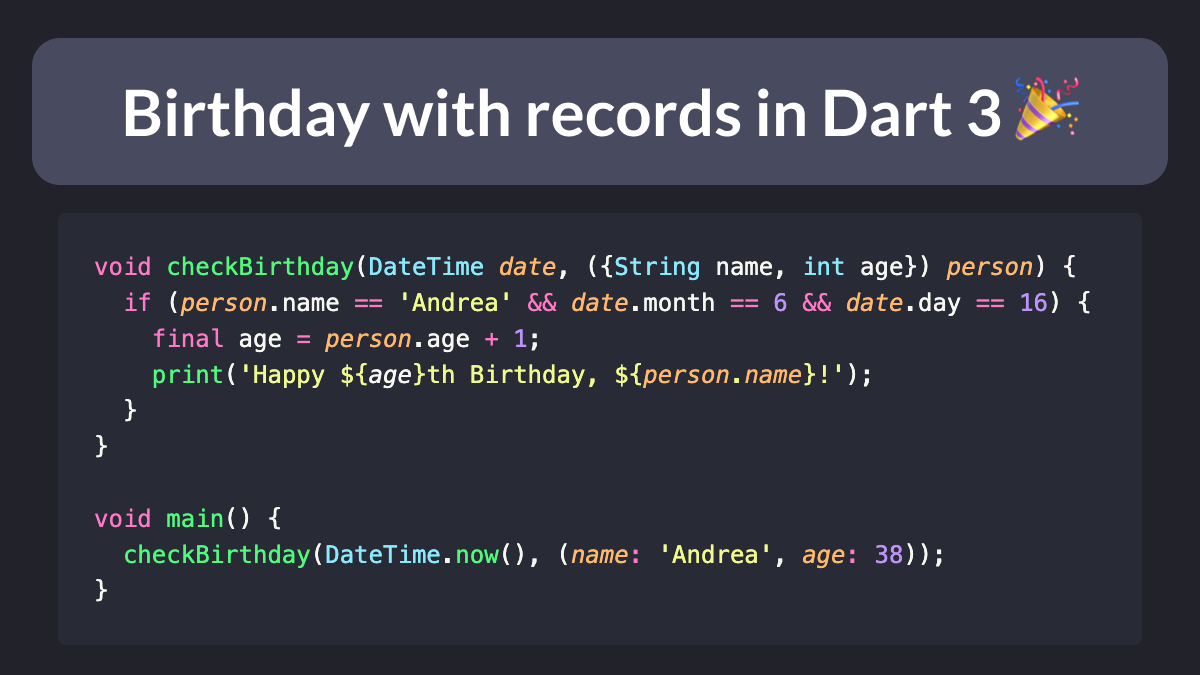 Birthday with records in Dart 3 🎉
void checkBirthday(DateTime date, ({String name, int age}) person) {
  if (person.name == 'Andrea' && date.month == 6 && date.day == 16) {
    final age = person.age + 1;
    print('Happy ${age}th Birthday, ${person.name}!');
  }
}

void main() {
  checkBirthday(DateTime.now(), (name: 'Andrea', age: 38));
}